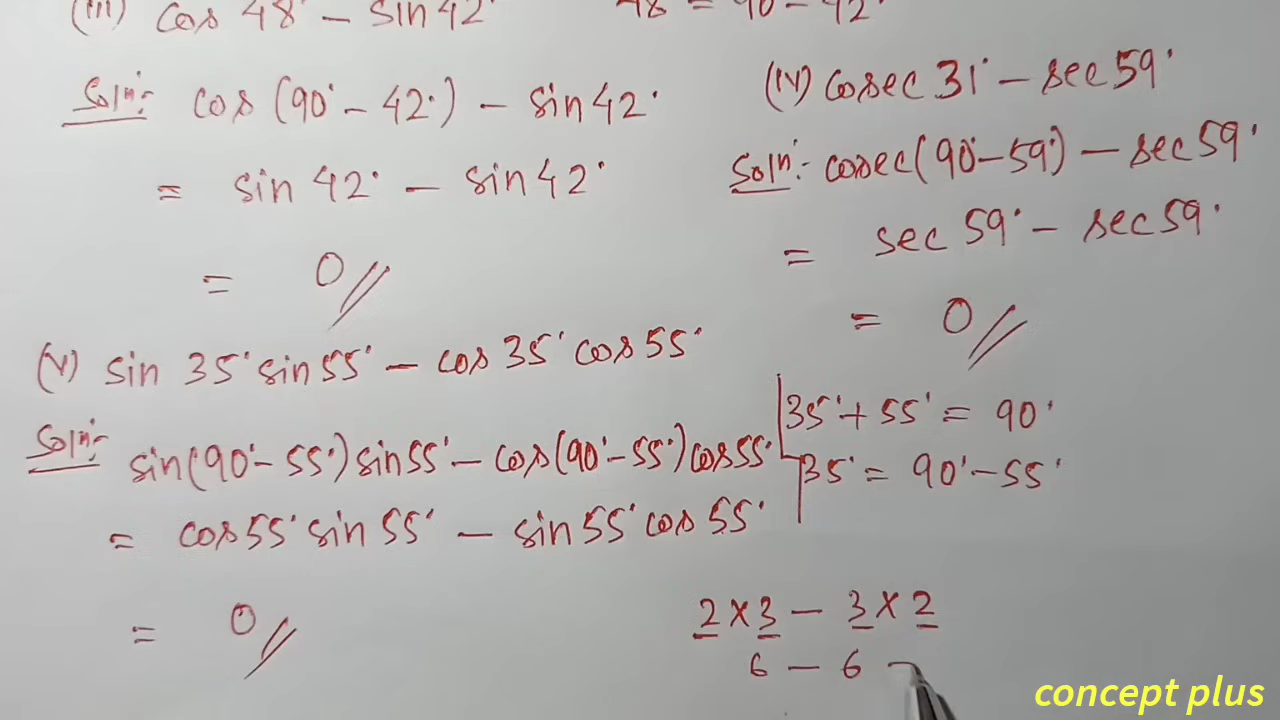 (iii) cos 48° - sin 42° 48 = 90 - 42°
Soln:- cos (90° - 42°) - sin 42°
= sin 42° - sin 42°
= 0//
(iv) cosec 31° - sec 59°
Soln:- cosec (90° - 59°) - sec 59°
= sec 59° - sec 59°
= 0//
(v) sin 35° sin 55° - cos 35° cos 55°
Soln:- sin (90° - 55°) sin 55° - cos (90° - 55°) cos 55°
= cos 55° sin 55° - sin 55° cos 55°
= 0//
35° + 55° = 90°
35° = 90° - 55°
2 × 3 - 3 × 2
6 - 6
concept plus